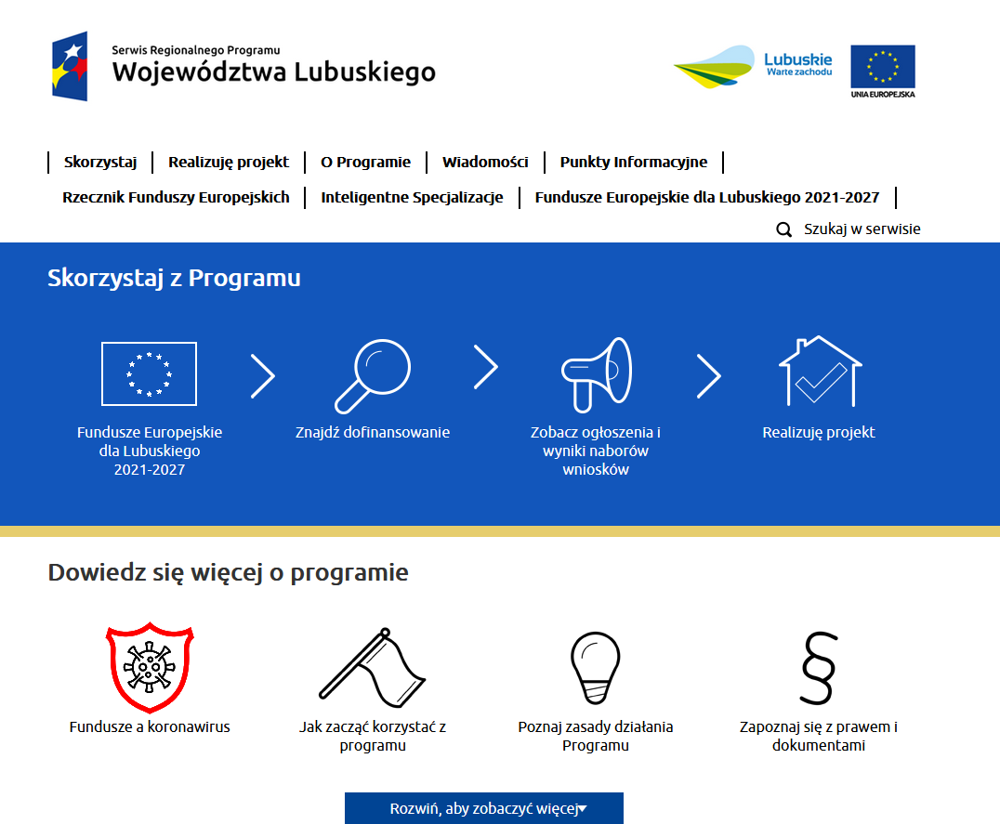 Serwis Regionalnego Programu
Województwa Lubuskiego
Lubuskie
Warte zachodu
UNIA EUROPEJSKA
Skorzystaj
Realizuję projekt
O Programie
Wiadomości
Punkty Informacyjne
Rzecznik Funduszy Europejskich
Inteligentne Specjalizacje
Fundusze Europejskie dla Lubuskiego 2021-2027
Szukaj w serwisie
Skorzystaj z Programu
Fundusze Europejskie
dla Lubuskiego
2021-2027
Znajdź dofinansowanie
Zobacz ogłoszenia i
wyniki naborów
wniosków
Realizuję projekt
Dowiedz się więcej o programie
Fundusze a koronawirus
Jak zacząć korzystać z
programu
Poznaj zasady działania
Programu
§
Zapoznaj się z prawem i
dokumentami
Rozwiń, aby zobaczyć więcej